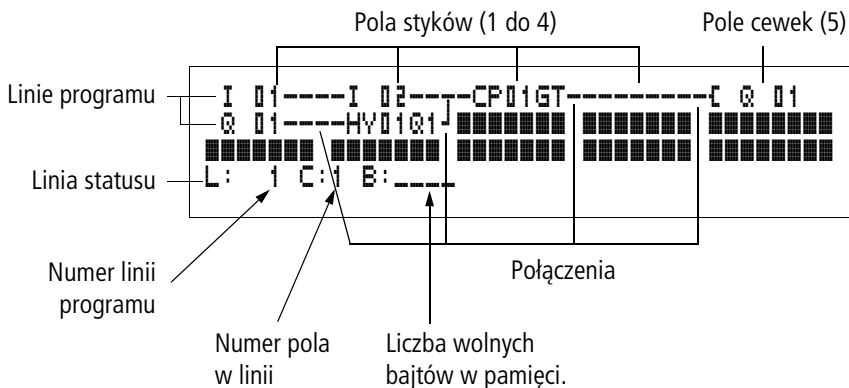 Pola styków (1 do 4)
Pole cewek (5)
Linie programu
I 01----I 02----CP01GT---------[ Q 01
Q 01----HV01Q1
Linia statusu
L: 1 C:1 B:____
Połączenia
Numer linii
programu
Numer pola
w linii
Liczba wolnych
bajtów w pamięci.